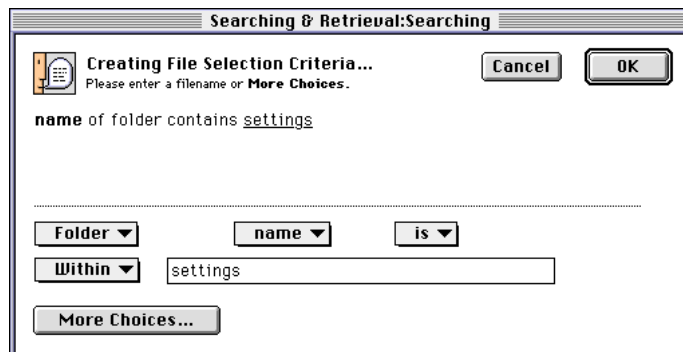 Searching & Retrieval:Searching
Creating File Selection Criteria...
Please enter a filename or More Choices.
Cancel
OK
name of folder contains settings
Folder name is
Within settings
More Choices...